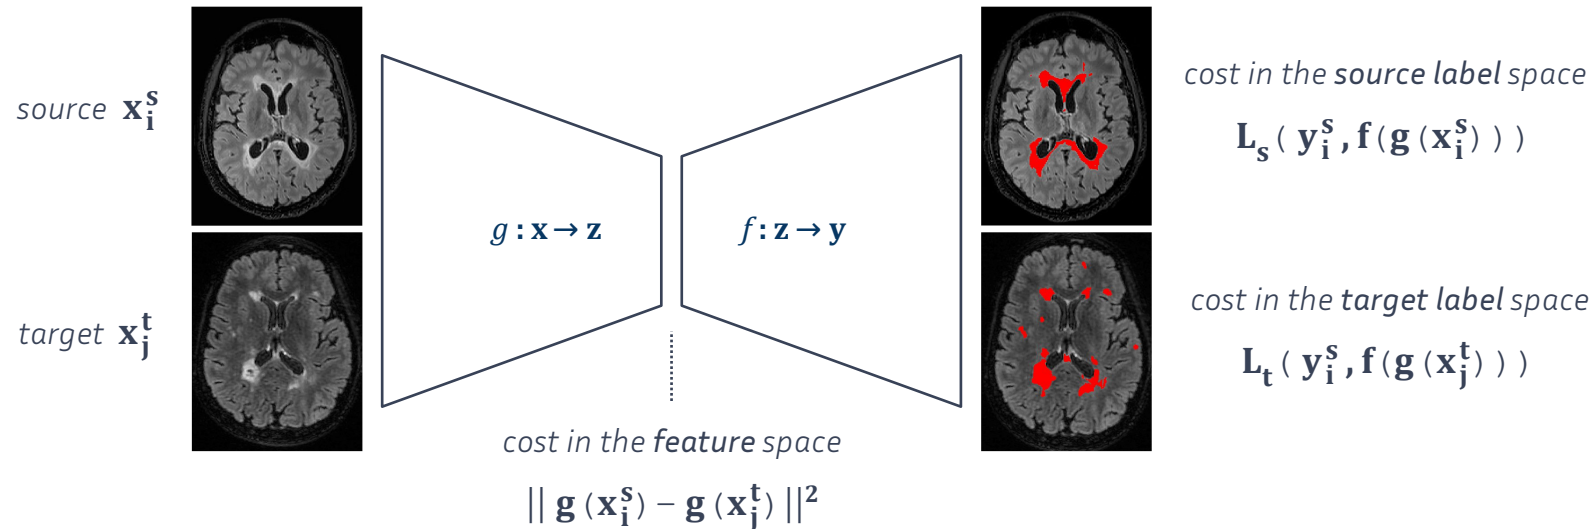 source x_i^s
target x_j^t
g : x → z
f : z → y
cost in the feature space
|| g (x_i^s) − g (x_j^t) ||^2
cost in the source label space
L_s ( y_i^s, f ( g (x_i^s) ) )
cost in the target label space
L_t ( y_i^s, f ( g (x_j^t) ) )